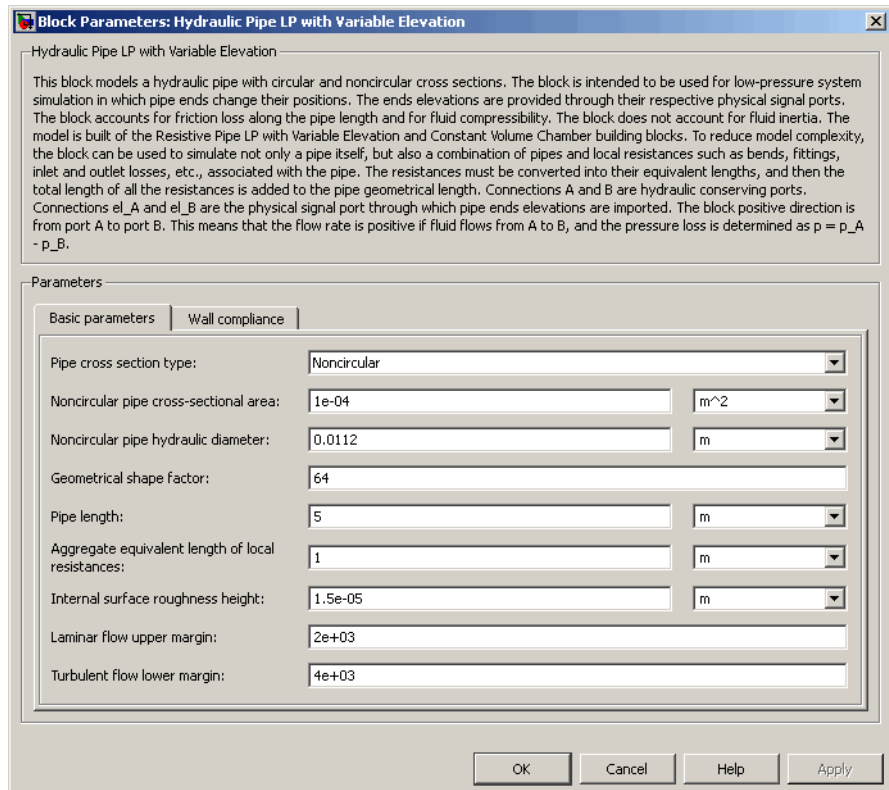 Block Parameters: Hydraulic Pipe LP with Variable Elevation
Hydraulic Pipe LP with Variable Elevation
This block models a hydraulic pipe with circular and noncircular cross sections. The block is intended to be used for low-pressure system
simulation in which pipe ends change their positions. The ends elevations are provided through their respective physical signal ports.
The block accounts for friction loss along the pipe length and for fluid compressibility. The block does not account for fluid inertia. The
model is built of the Resistive Pipe LP with Variable Elevation and Constant Volume Chamber building blocks. To reduce model complexity,
the block can be used to simulate not only a pipe itself, but also a combination of pipes and local resistances such as bends, fittings,
inlet and outlet losses, etc., associated with the pipe. The resistances must be converted into their equivalent lengths, and then the
total length of all the resistances is added to the pipe geometrical length. Connections A and B are hydraulic conserving ports.
Connections el_A and el_B are the physical signal port through which pipe ends elevations are imported. The block positive direction is
from port A to port B. This means that the flow rate is positive if fluid flows from A to B, and the pressure loss is determined as p = p_A
- p_B.
Parameters
Basic parameters Wall compliance
Pipe cross section type: Noncircular
Noncircular pipe cross-sectional area: 1e-04 m^2
Noncircular pipe hydraulic diameter: 0.0112 m
Geometrical shape factor: 64
Pipe length: 5 m
Aggregate equivalent length of local
resistances: 1 m
Internal surface roughness height: 1.5e-05 m
Laminar flow upper margin: 2e+03
Turbulent flow lower margin: 4e+03
OK Cancel Help Apply